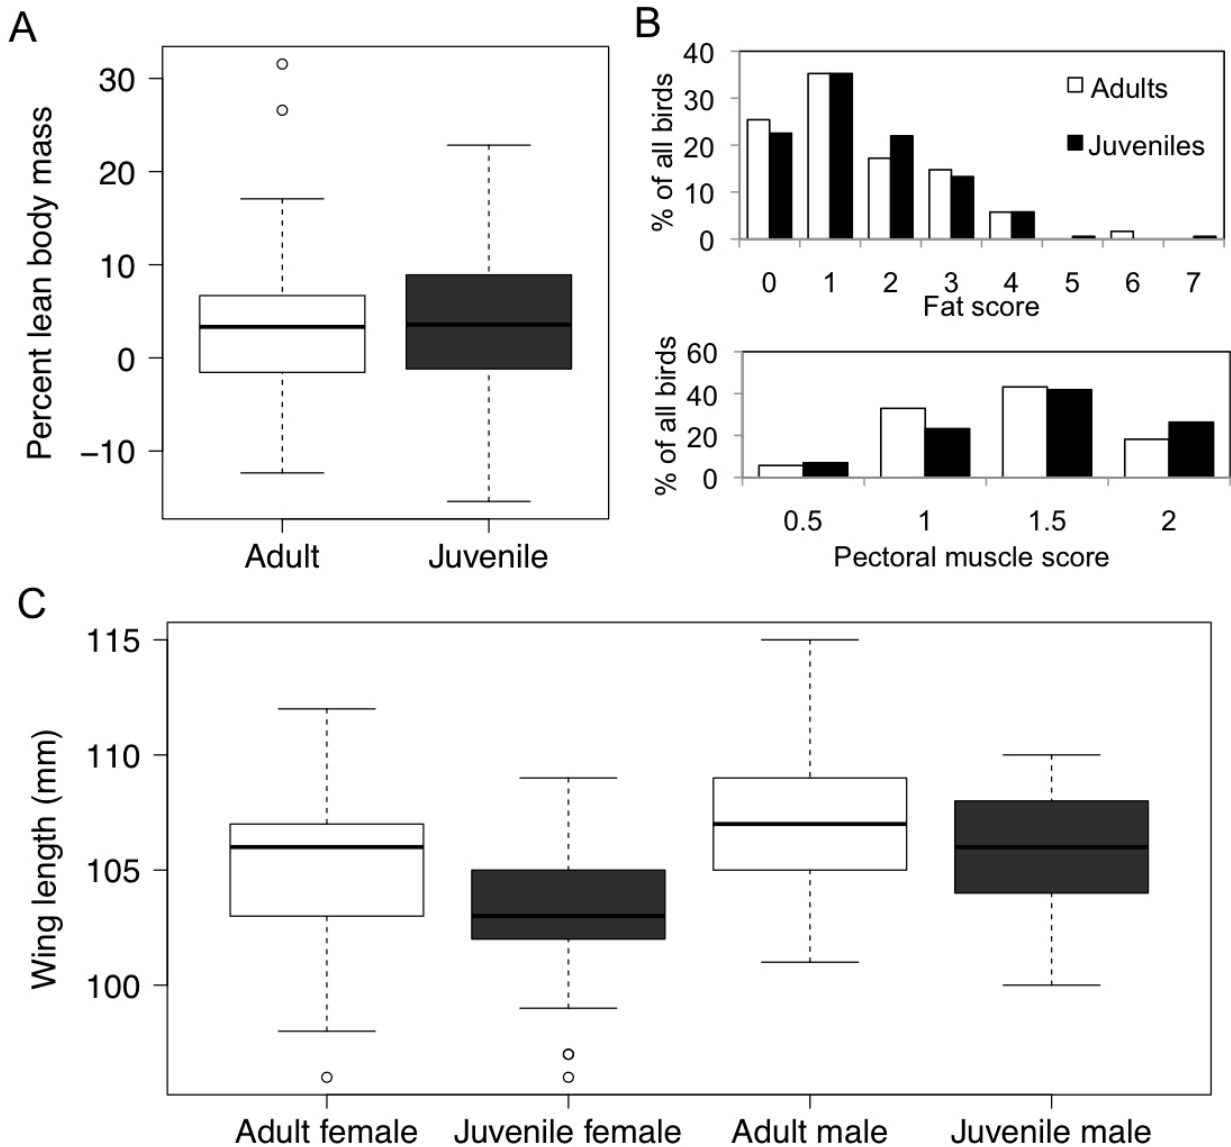 A
Percent lean body mass
30
20
10
0
−10
Adult Juvenile
B
% of all birds
40
30
20
10
0
Adults
Juveniles
0 1 2 3 4 5 6 7
Fat score
% of all birds
60
40
20
0
0.5 1 1.5 2
Pectoral muscle score
C
Wing length (mm)
115
110
105
100
Adult female Juvenile female Adult male Juvenile male